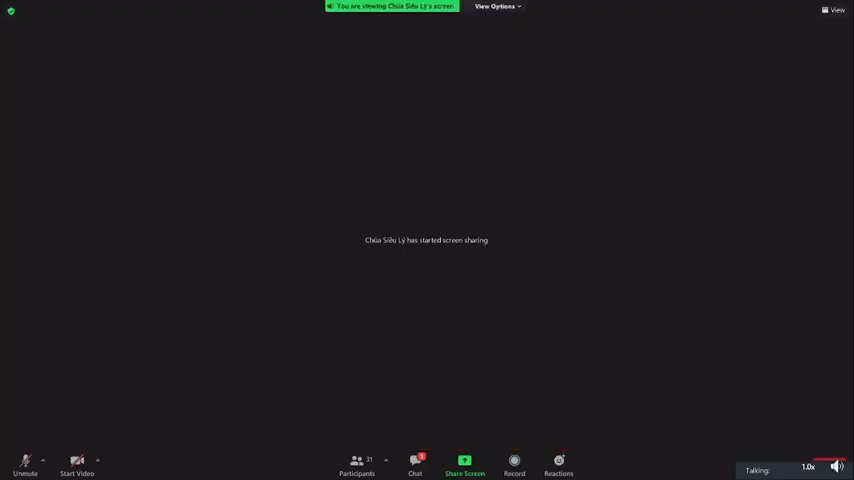 You are viewing Chùa Siêu Lý's screen
View Options
View
Chùa Siêu Lý has started screen sharing
Unmute
Start Video
31
Participants
1
Chat
Share Screen
Record
Reactions
Talking:
1.0x